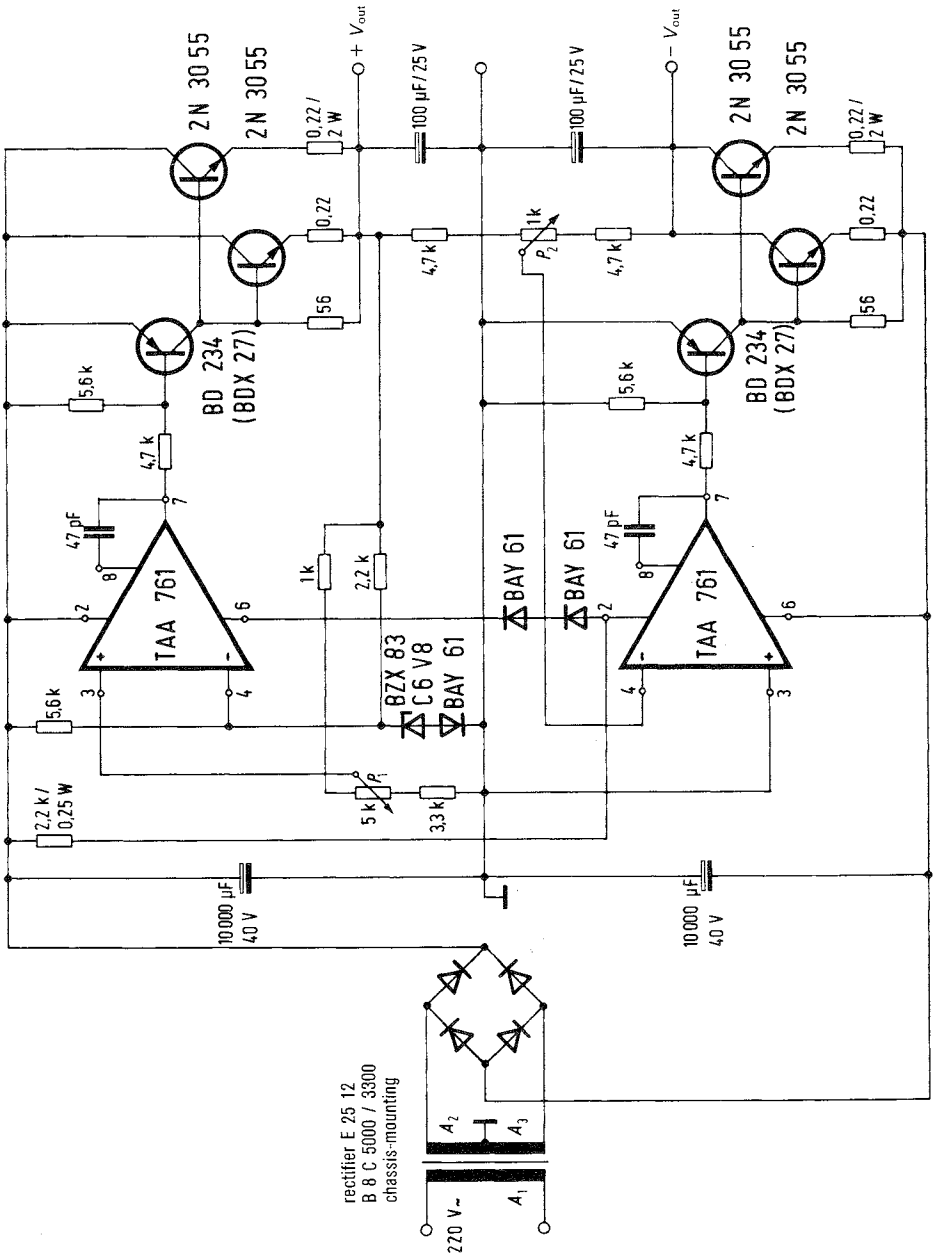 rectifier E 25 12
B 8 C 5000 / 3300
chassis-mounting
220 V~
A₁
A₂
A₃
10000 µF
40 V
10000 µF
40 V
2,2 k/
0,25 W
5,6 k
3
4
+
-
TAA 761
2
6
8
7
47 pF
4,7 k
5,6 k
BD 234
(BDX 27)
56
0,22
0,22/
2 W
2 N 30 55
2 N 30 55
+ Vout
100 µF/25 V
1k
2,2 k
P₁
5 k
3,3 k
BZX 83
C6 V8
BAY 61
BAY 61
BAY 61
4,7 k
1k
P₂
4,7 k
100 µF/25 V
- Vout
4
3
-
+
TAA 761
2
6
8
7
47 pF
4,7 k
5,6 k
BD 234
(BDX 27)
56
0,22
0,22/
2 W
2 N 30 55
2 N 30 55